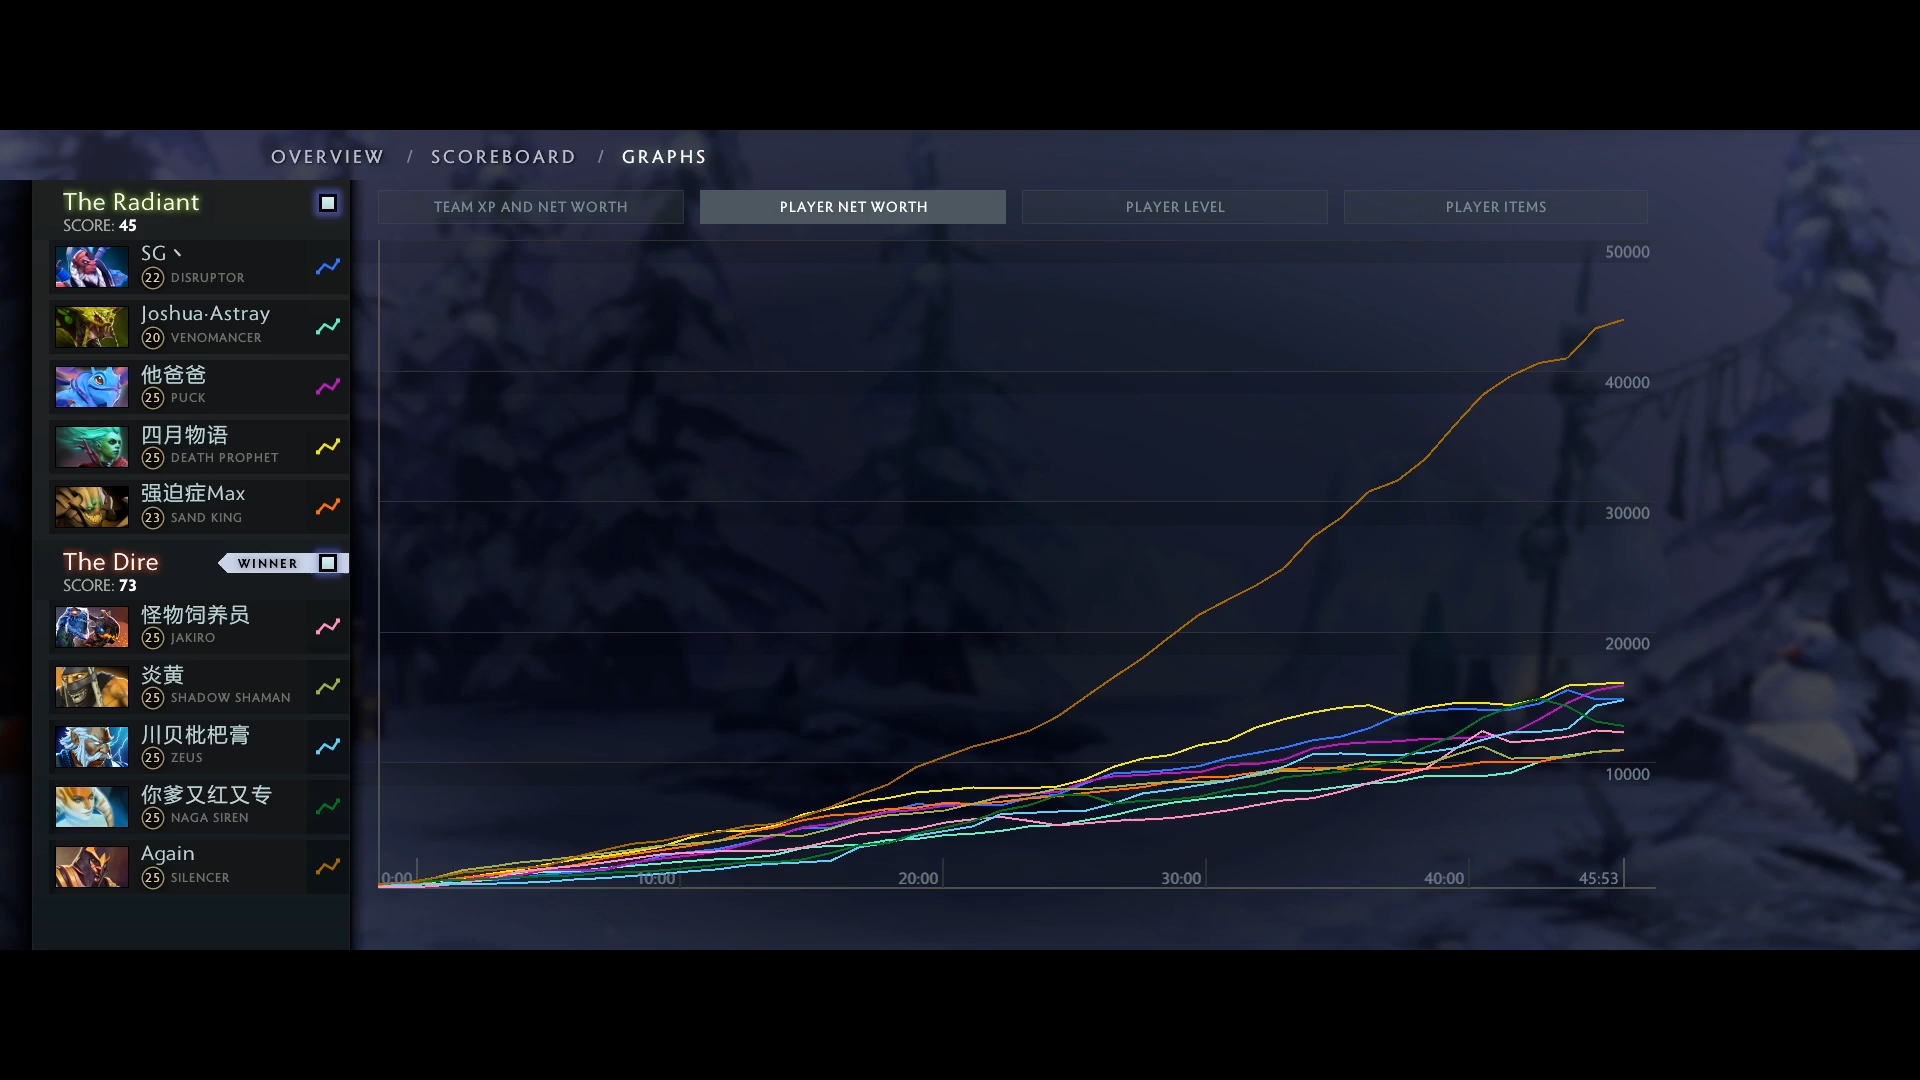 OVERVIEW / SCOREBOARD / GRAPHS
The Radiant
SCORE: 45
SG丶
22 DISRUPTOR
Joshua·Astray
20 VENOMANCER
他爸爸
25 PUCK
四月物语
25 DEATH PROPHET
强迫症Max
23 SAND KING
The Dire
WINNER
SCORE: 73
怪物饲养员
25 JAKIRO
炎黄
25 SHADOW SHAMAN
川贝枇杷膏
25 ZEUS
你爹又红又专
25 NAGA SIREN
Again
25 SILENCER
TEAM XP AND NET WORTH
PLAYER NET WORTH
PLAYER LEVEL
PLAYER ITEMS
50000
40000
30000
20000
10000
0:00
10:00
20:00
30:00
40:00
45:53